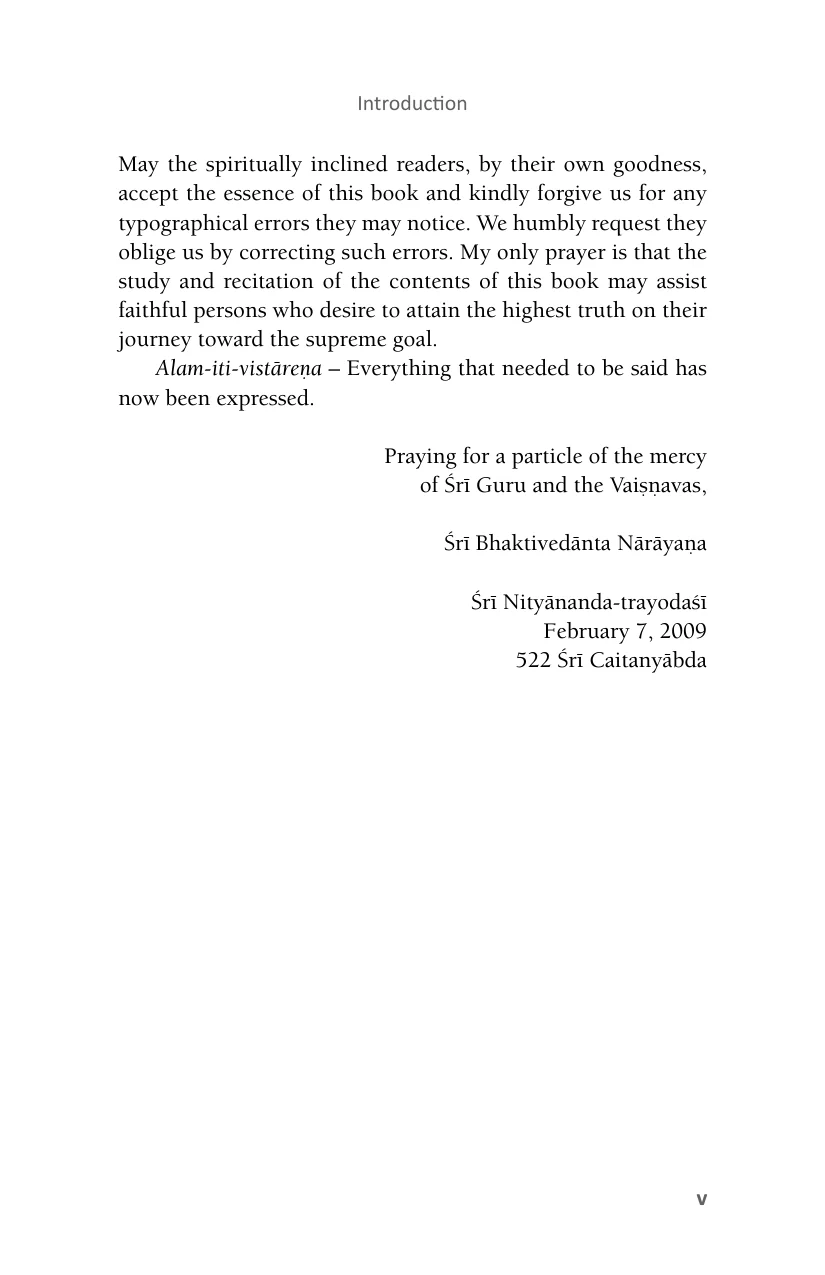 Introduction
May the spiritually inclined readers, by their own goodness,
accept the essence of this book and kindly forgive us for any
typographical errors they may notice. We humbly request they
oblige us by correcting such errors. My only prayer is that the
study and recitation of the contents of this book may assist
faithful persons who desire to attain the highest truth on their
journey toward the supreme goal.
Alam-iti-vistāreṇa – Everything that needed to be said has
now been expressed.
Praying for a particle of the mercy
of Śrī Guru and the Vaiṣṇavas,
Śrī Bhaktivedānta Nārāyaṇa
Śrī Nityānanda-trayodaśī
February 7, 2009
522 Śrī Caitanyābda
v